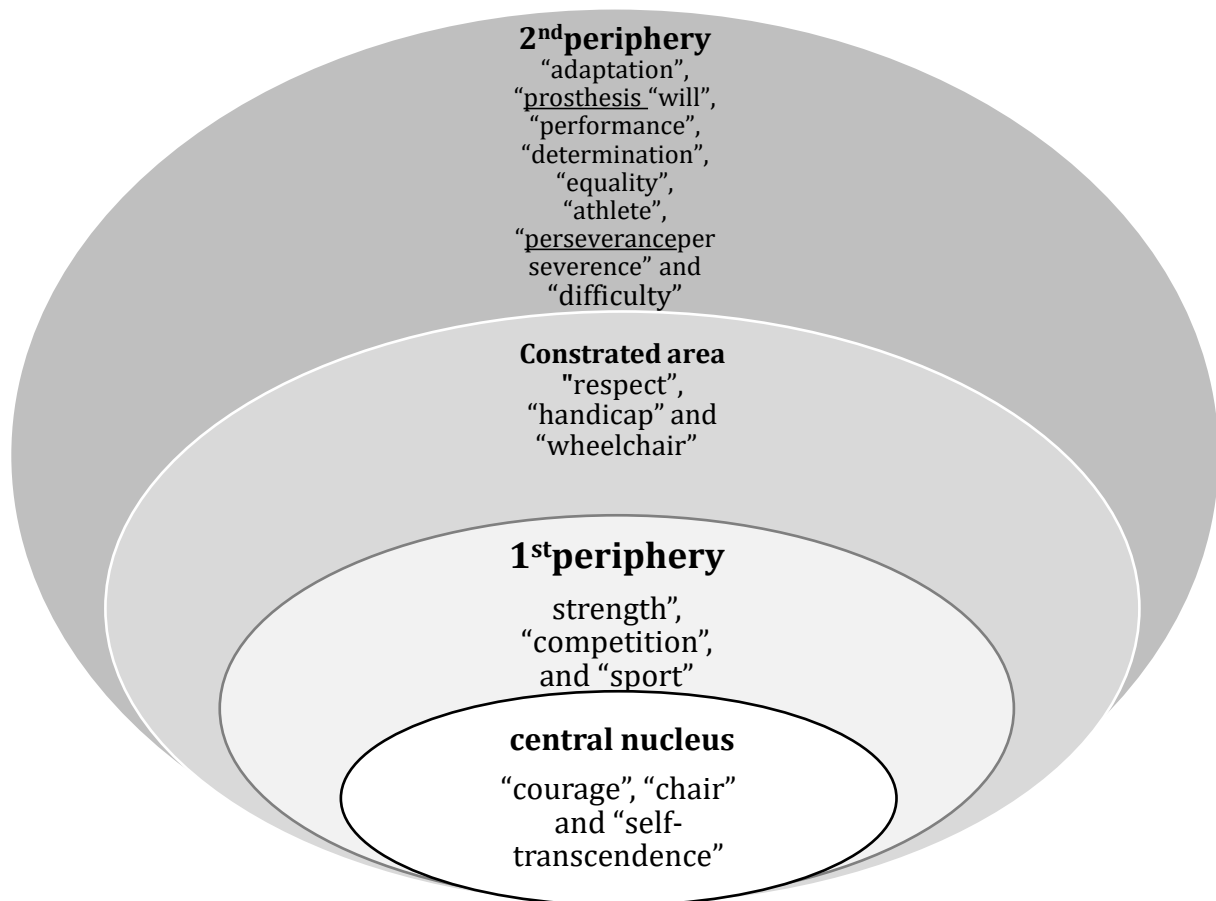 2ndperiphery
“adaptation”,
“prosthesis “will”,
“performance”,
“determination”,
“equality”,
“athlete”,
“perseveranceper
severence” and
“difficulty”
Constrated area
"respect”,
“handicap” and
“wheelchair”
1stperiphery
strength”,
“competition”,
and “sport”
central nucleus
“courage”, “chair”
and “self-
transcendence”